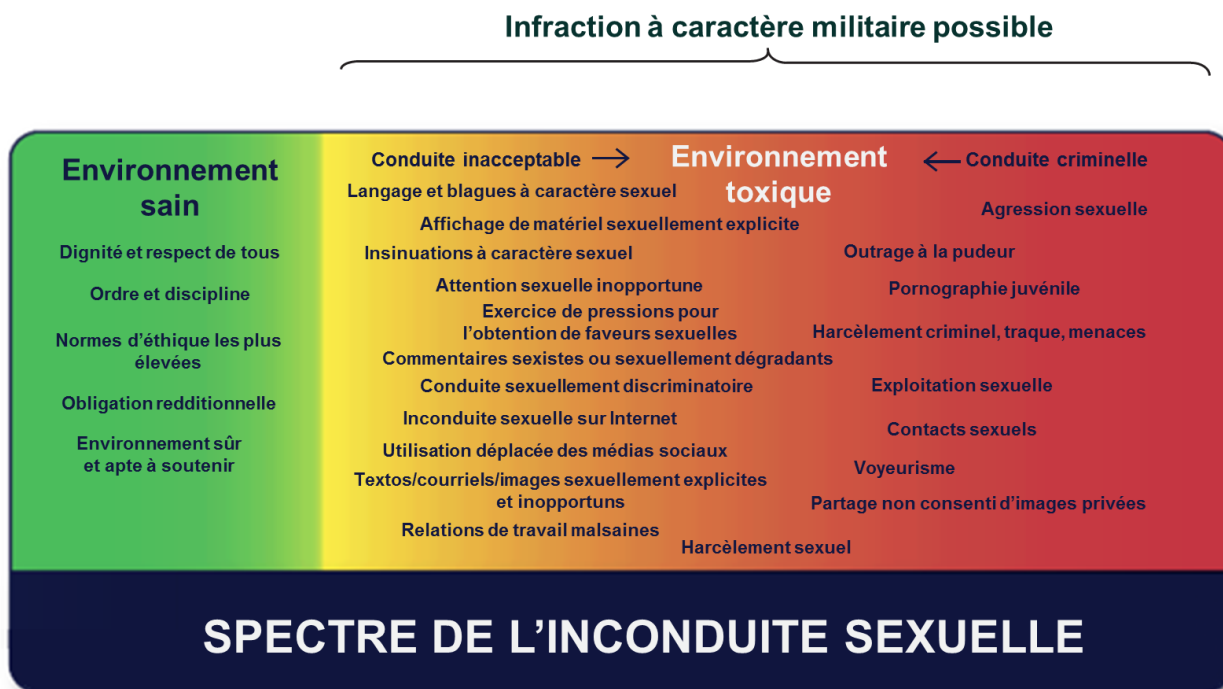 Infraction à caractère militaire possible
Environnement
sain
Dignité et respect de tous
Ordre et discipline
Normes d’éthique les plus
élevées
Obligation redditionnelle
Environnement sûr
et apte à soutenir
Conduite inacceptable →
Environnement
toxique
← Conduite criminelle
Langage et blagues à caractère sexuel
Affichage de matériel sexuellement explicite
Insinuations à caractère sexuel
Attention sexuelle inopportune
Exercice de pressions pour
l’obtention de faveurs sexuelles
Commentaires sexistes ou sexuellement dégradants
Conduite sexuellement discriminatoire
Inconduite sexuelle sur Internet
Utilisation déplacée des médias sociaux
Textos/courriels/images sexuellement explicites
et inopportuns
Relations de travail malsaines
Harcèlement sexuel
Agression sexuelle
Outrage à la pudeur
Pornographie juvénile
Harcèlement criminel, traque, menaces
Exploitation sexuelle
Contacts sexuels
Voyeurisme
Partage non consenti d’images privées
SPECTRE DE L’INCONDUITE SEXUELLE